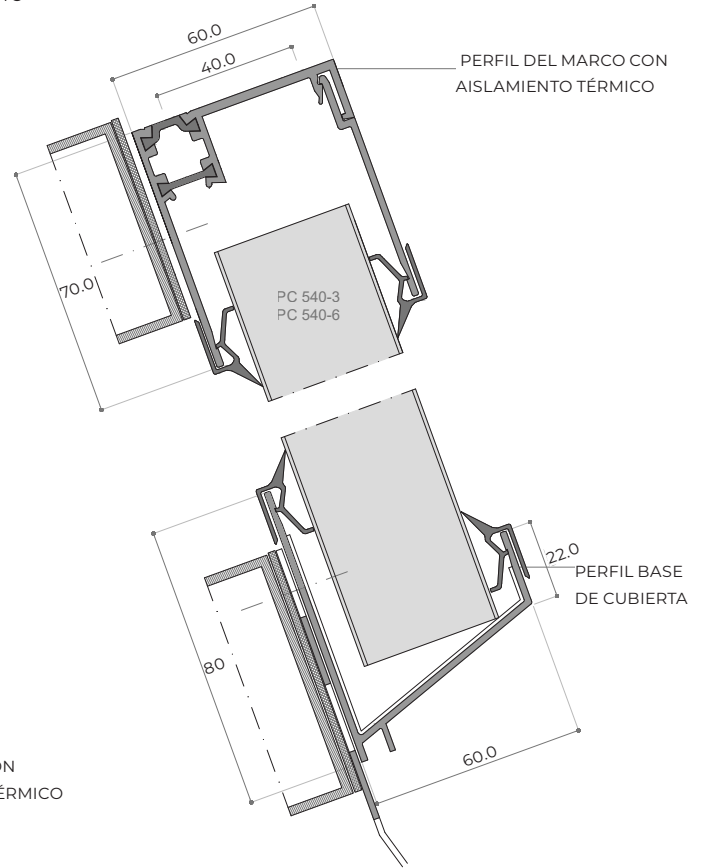 60.0
40.0
PERFIL DEL MARCO CON
AISLAMIENTO TÉRMICO
70.0
PC 540-3
PC 540-6
22.0
PERFIL BASE
DE CUBIERTA
80
60.0
ÉRMICO